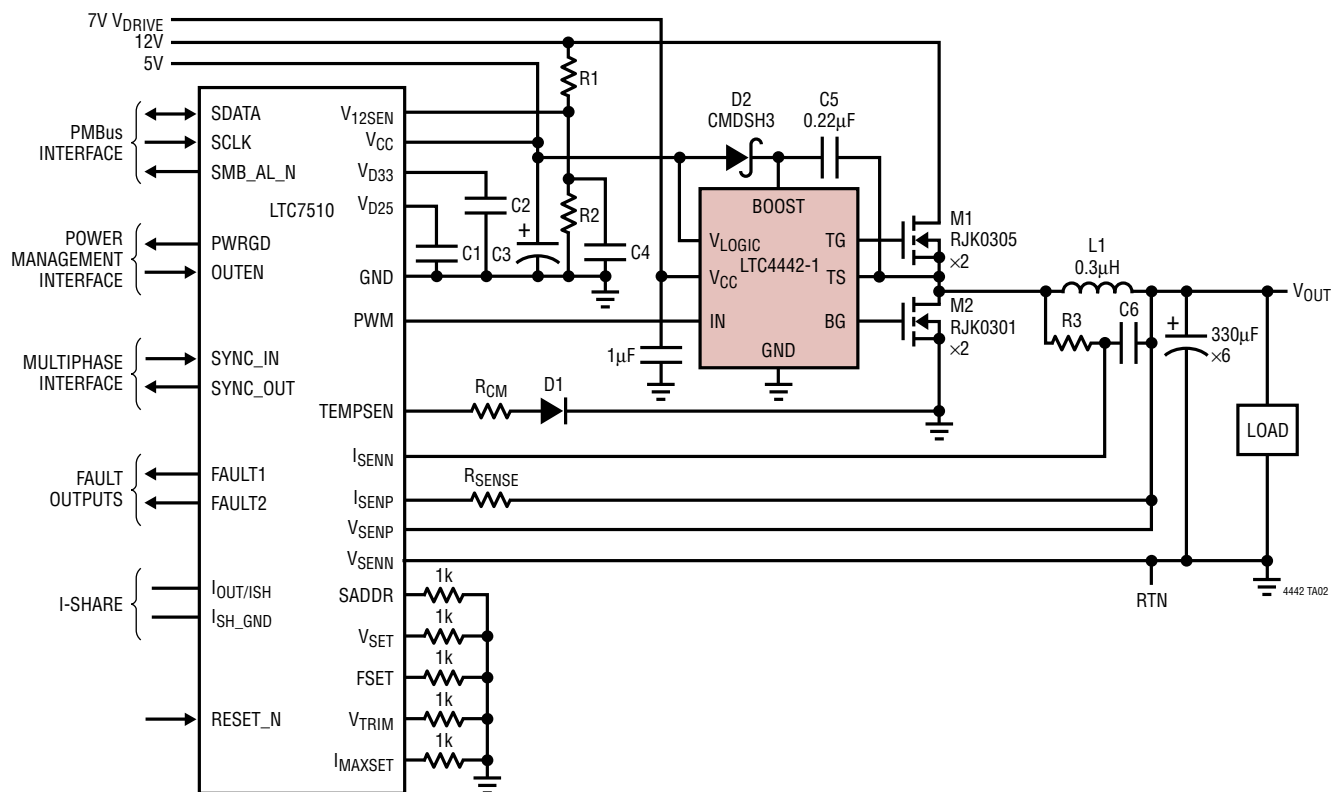 7V VDRIVE
12V
5V
PMBus
INTERFACE
SDATA
SCLK
SMB_AL_N
POWER
MANAGEMENT
INTERFACE
PWRGD
OUTEN
MULTIPHASE
INTERFACE
SYNC_IN
SYNC_OUT
FAULT
OUTPUTS
FAULT1
FAULT2
I-SHARE
IOUT/ISH
ISH_GND
RESET_N
LTC7510
V12SEN
VCC
VD33
VD25
GND
PWM
TEMPSEN
ISENN
ISENP
VSENP
VSENN
SADDR
VSET
FSET
VTRIM
IMAXSET
1k
1k
1k
1k
1k
R1
R2
C1
C2
C3
+
C4
1µF
RCM
D1
RSENSE
D2
CMDSH3
C5
0.22µF
BOOST
VLOGIC
TG
LTC4442-1
VCC
TS
IN
BG
GND
M1
RJK0305
×2
M2
RJK0301
×2
L1
0.3µH
R3
C6
+
330µF
×6
VOUT
LOAD
RTN
4442 TA02